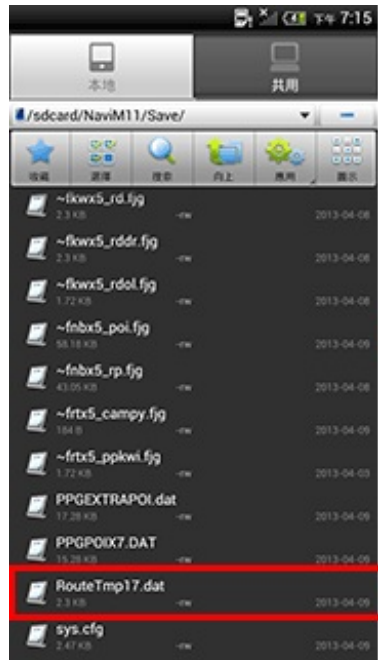 下午 7:15
本地
共用
/sdcard/NaviM11/Save/
收藏 選擇 搜索 向上 應用 圖示
~fkwx5_rd.fjg
2.3 KB -rw 2013-04-08
~fkwx5_rddr.fjg
2.3 KB -rw 2013-04-08
~fkwx5_rdol.fjg
1.72 KB -rw 2013-04-08
~fnbx5_poi.fjg
58.18 KB -rw 2013-04-09
~fnbx5_rp.fjg
43.05 KB -rw 2013-04-08
~frtx5_campy.fjg
184 B -rw 2013-04-09
~frtx5_ppkwi.fjg
1.72 KB -rw 2013-04-03
PPGEXTRAPOI.dat
17.28 KB -rw 2013-04-09
PPGPOIX7.DAT
15.28 KB -rw 2013-04-09
RouteTmp17.dat
2.3 KB -rw 2013-04-09
sys.cfg
2.47 KB -rw 2013-04-09